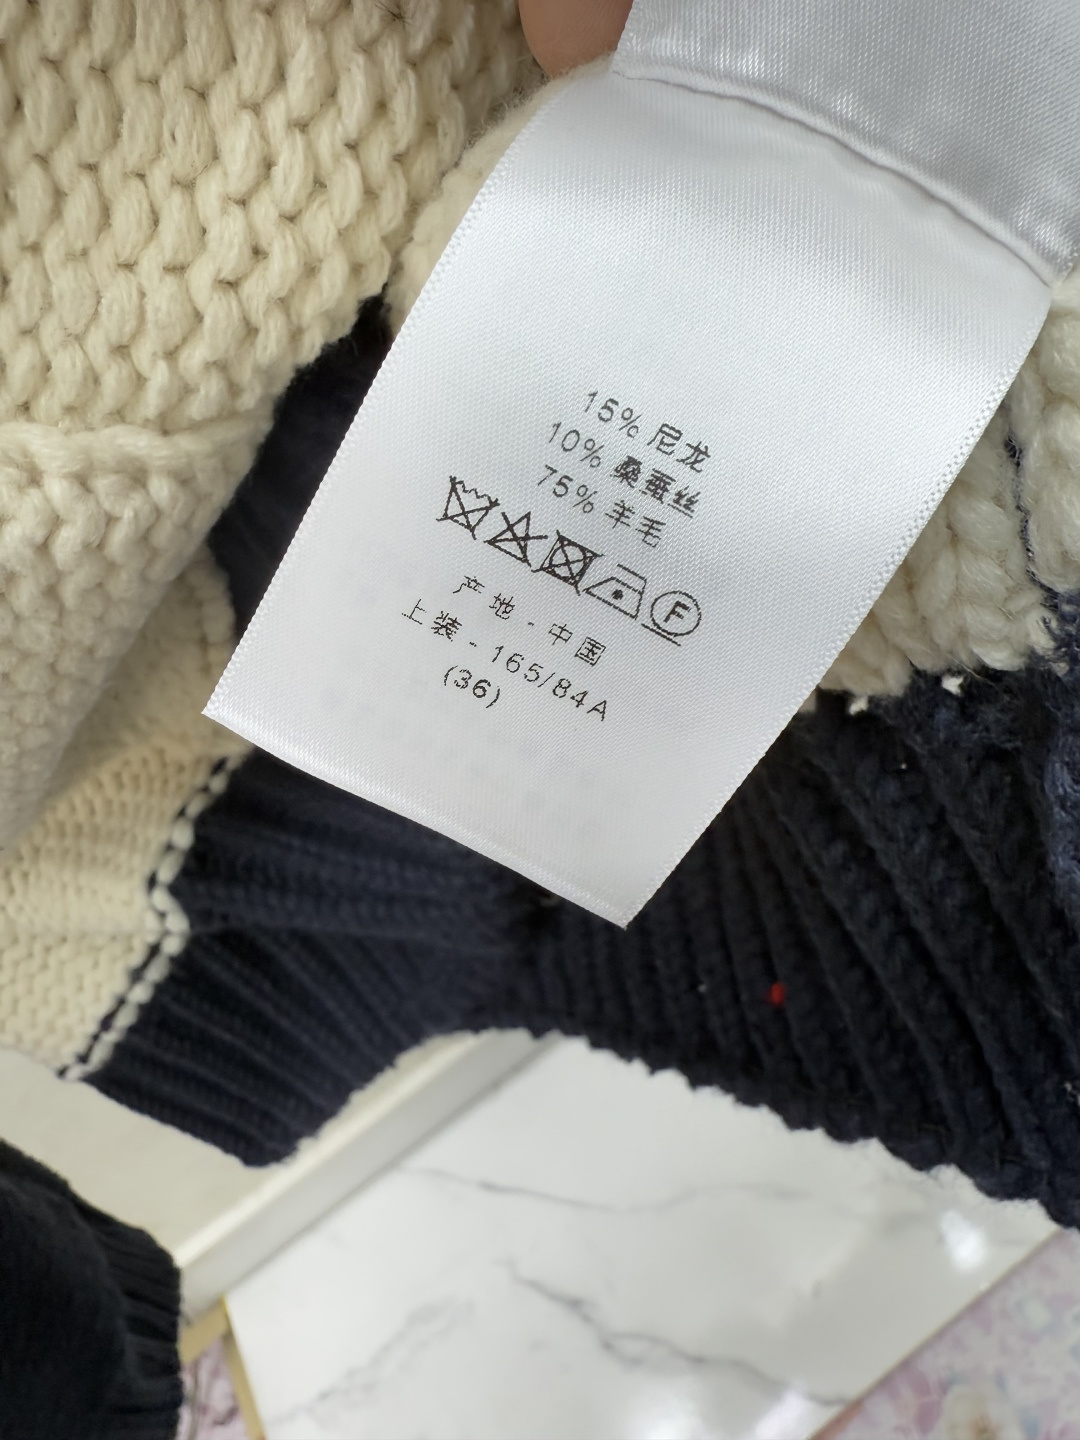 15% 尼龙
10% 桑蚕丝
75% 羊毛
F
产地 - 中国
上装 - 165/84A
(36)